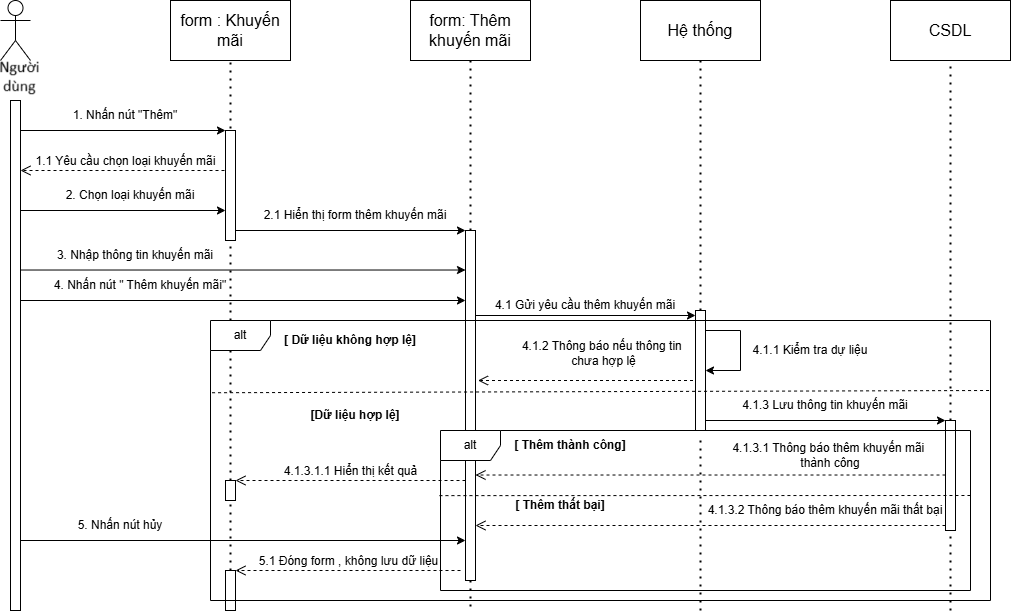 form : Khuyến
mãi
form: Thêm
khuyến mãi
Hệ thống
CSDL
Người
dùng
1. Nhấn nút "Thêm"
1.1 Yêu cầu chọn loại khuyến mãi
2. Chọn loại khuyến mãi
2.1 Hiển thị form thêm khuyến mãi
3. Nhập thông tin khuyến mãi
4. Nhấn nút " Thêm khuyến mãi"
4.1 Gửi yêu cầu thêm khuyến mãi
alt
[ Dữ liệu không hợp lệ]
4.1.1 Kiểm tra dự liệu
4.1.2 Thông báo nếu thông tin
chưa hợp lệ
4.1.3 Lưu thông tin khuyến mãi
[Dữ liệu hợp lệ]
alt
[ Thêm thành công]
4.1.3.1 Thông báo thêm khuyến mãi
thành công
4.1.3.1.1 Hiển thị kết quả
[ Thêm thất bại]
4.1.3.2 Thông báo thêm khuyến mãi thất bại
5. Nhấn nút hủy
5.1 Đóng form , không lưu dữ liệu